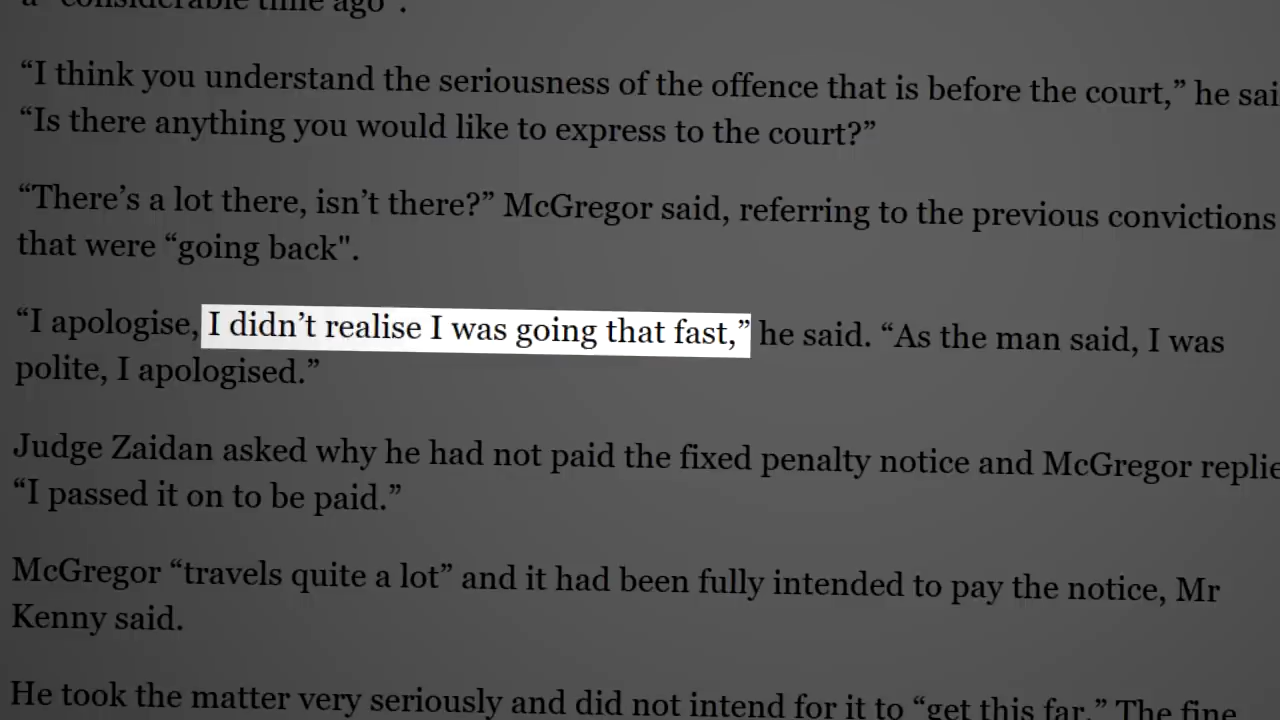 a "considerable time ago".
“I think you understand the seriousness of the offence that is before the court,” he sai
“Is there anything you would like to express to the court?”
“There’s a lot there, isn’t there?” McGregor said, referring to the previous convictions
that were “going back".
“I apologise, I didn’t realise I was going that fast,” he said. “As the man said, I was
polite, I apologised.”
Judge Zaidan asked why he had not paid the fixed penalty notice and McGregor replie
“I passed it on to be paid.”
McGregor “travels quite a lot” and it had been fully intended to pay the notice, Mr
Kenny said.
He took the matter very seriously and did not intend for it to “get this far.” The fine